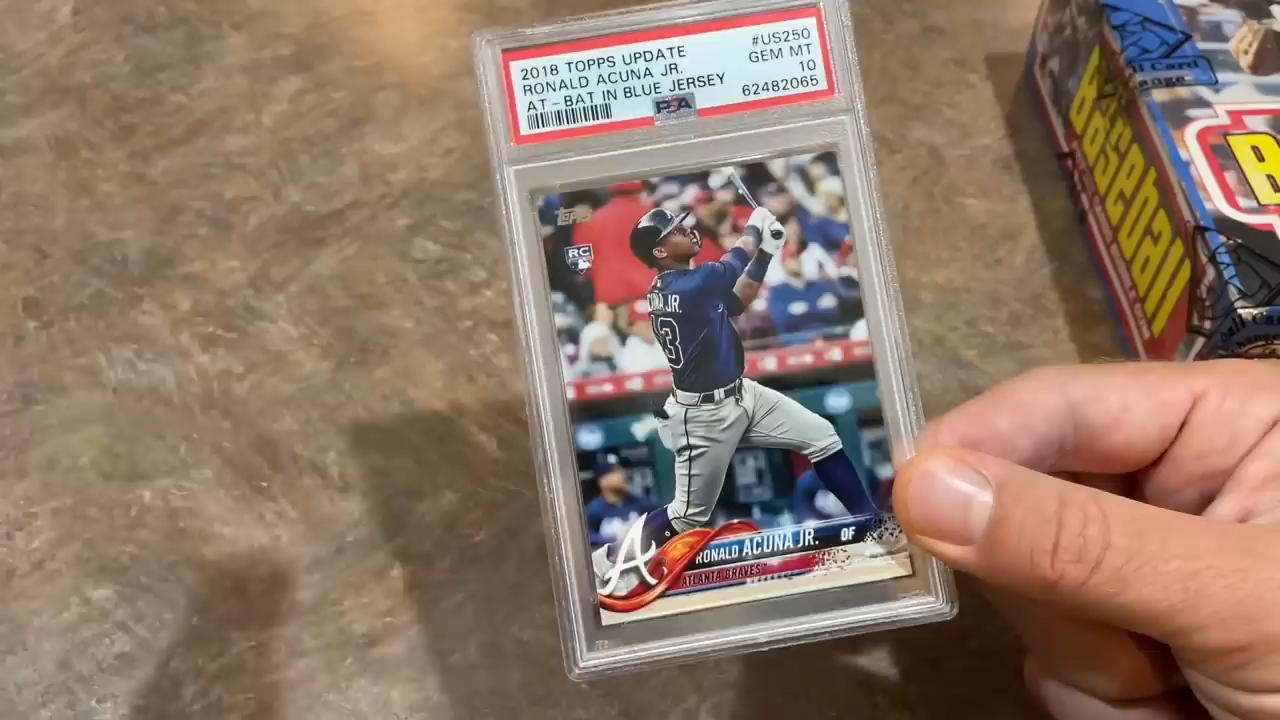 2018 TOPPS UPDATE #US250
RONALD ACUNA JR. GEM MT
AT-BAT IN BLUE JERSEY 10
PSA 62482065
TOPPS
RC
ACUNA JR.
13
A
RONALD ACUNA JR. OF
ATLANTA BRAVES™
Baseball
B